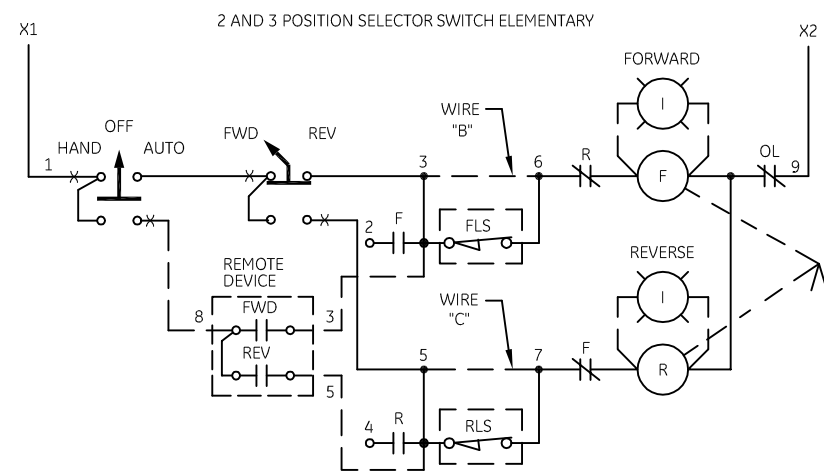 2 AND 3 POSITION SELECTOR SWITCH ELEMENTARY
X1
X2
FORWARD
I
OFF
HAND
AUTO
FWD
REV
WIRE
"B"
1
X
X
3
6
R
F
OL
9
X
X
2
F
FLS
REMOTE
DEVICE
REVERSE
I
FWD
8
3
WIRE
"C"
REV
5
5
7
F
R
4
R
RLS